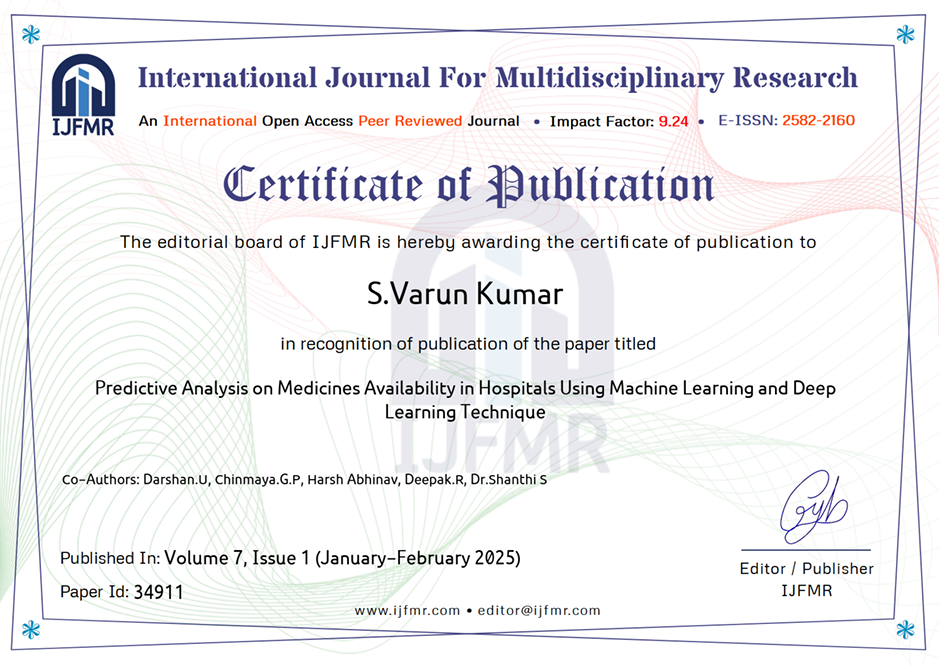 International Journal For Multidisciplinary Research
IJFMR
An International Open Access Peer Reviewed Journal • Impact Factor: 9.24 • E-ISSN: 2582-2160
Certificate of Publication
The editorial board of IJFMR is hereby awarding the certificate of publication to
S.Varun Kumar
in recognition of publication of the paper titled
Predictive Analysis on Medicines Availability in Hospitals Using Machine Learning and Deep
Learning Technique
IJFMR
Co-Authors: Darshan.U, Chinmaya.G.P, Harsh Abhinav, Deepak.R, Dr.Shanthi S
Published In: Volume 7, Issue 1 (January-February 2025)
Paper Id: 34911
Editor / Publisher
IJFMR
www.ijfmr.com • editor@ijfmr.com